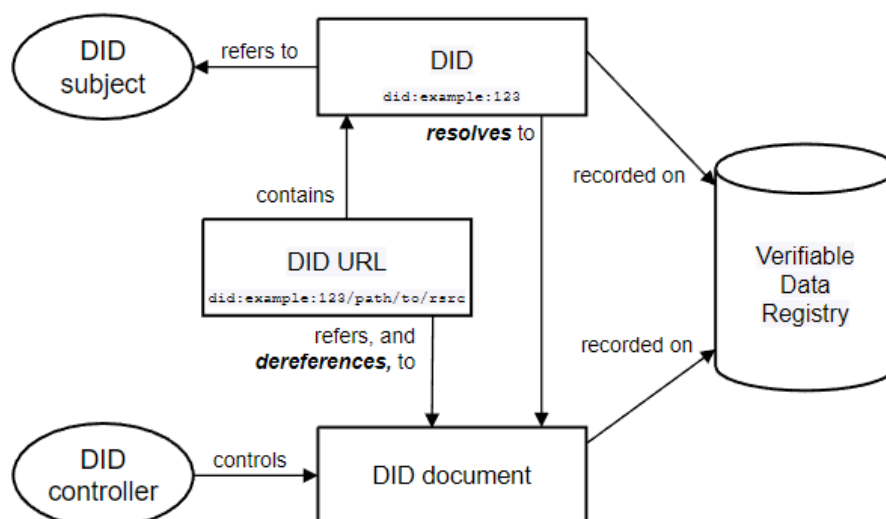 DID
subject
refers to
DID
did:example:123
resolves to
recorded on
contains
Verifiable
Data
Registry
DID URL
did:example:123/path/to/rsrc
refers, and
dereferences, to
recorded on
DID
controller
controls
DID document